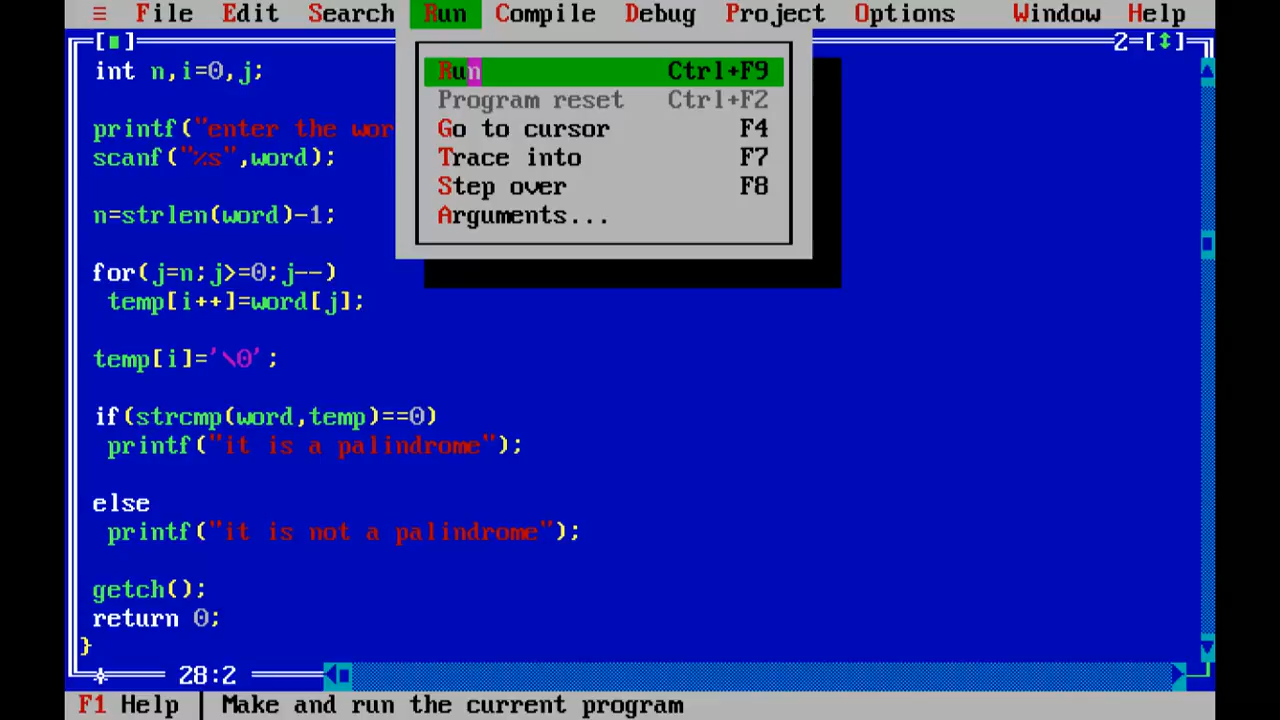 ≡ File Edit Search Run Compile Debug Project Options Window Help
[■] 2=[↕]
int n,i=0,j;
Run Ctrl+F9
Program reset Ctrl+F2
printf("enter the wor
Go to cursor F4
scanf("%s",word);
Trace into F7
Step over F8
n=strlen(word)-1;
Arguments...
for(j=n;j>=0;j--)
temp[i++]=word[j];
temp[i]='\0';
if(strcmp(word,temp)==0)
printf("it is a palindrome");
else
printf("it is not a palindrome");
getch();
return 0;
}
28:2
F1 Help │ Make and run the current program